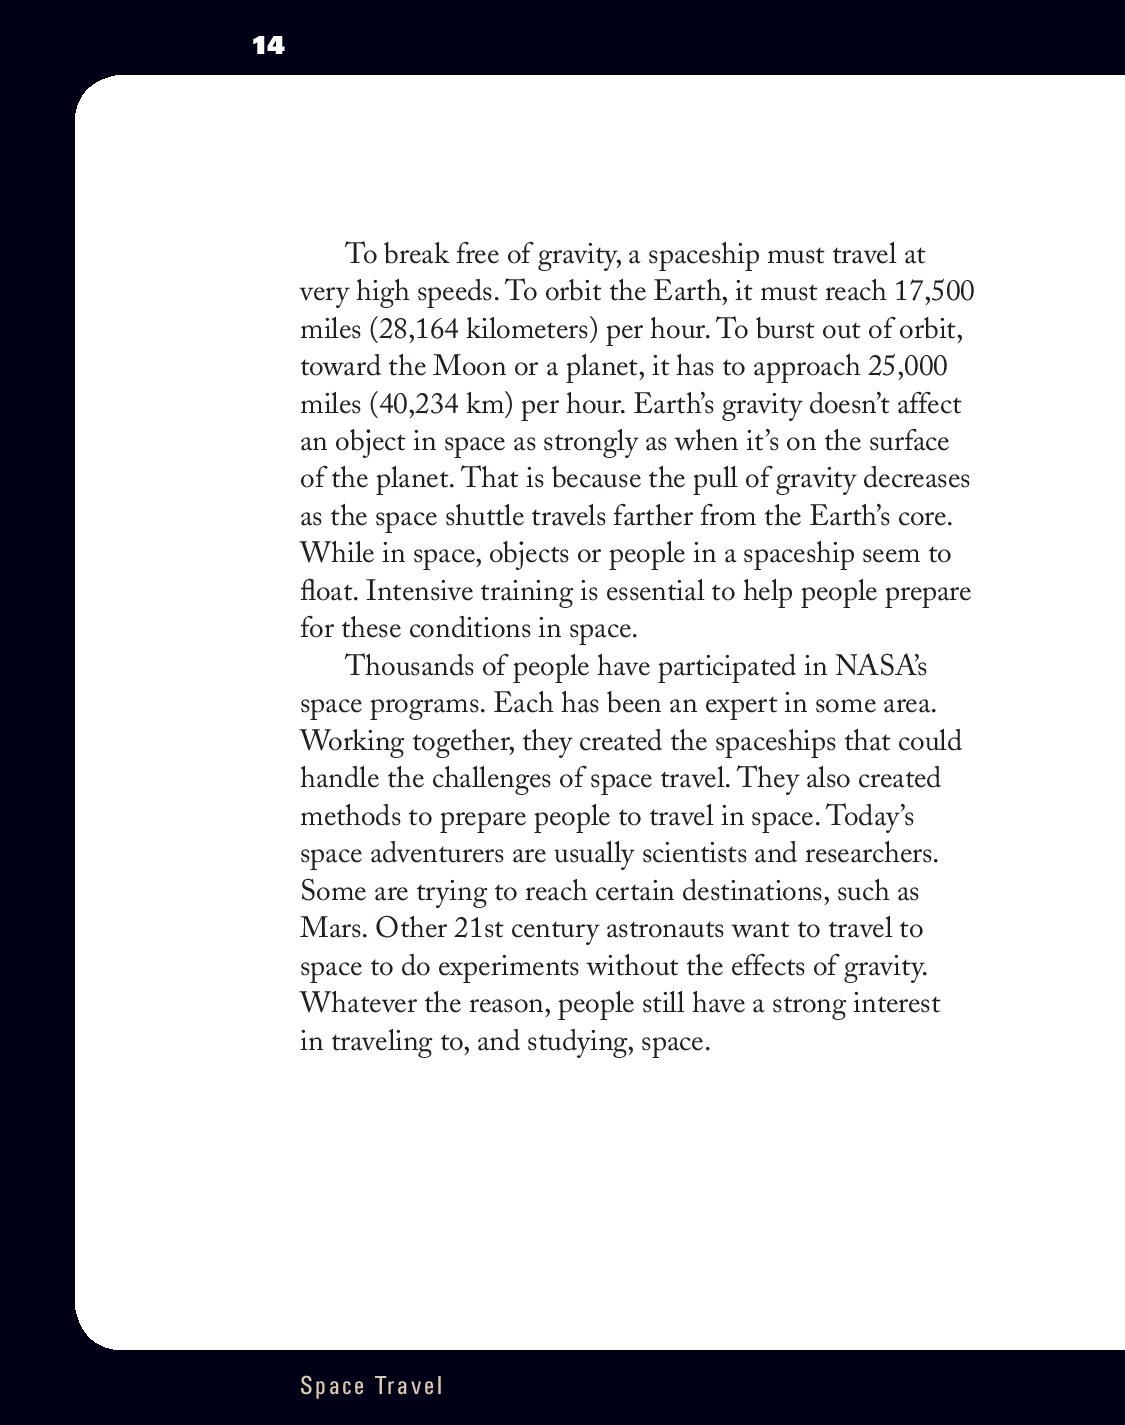 14
To break free of gravity, a spaceship must travel at
very high speeds. To orbit the Earth, it must reach 17,500
miles (28,164 kilometers) per hour. To burst out of orbit,
toward the Moon or a planet, it has to approach 25,000
miles (40,234 km) per hour. Earth’s gravity doesn’t affect
an object in space as strongly as when it’s on the surface
of the planet. That is because the pull of gravity decreases
as the space shuttle travels farther from the Earth’s core.
While in space, objects or people in a spaceship seem to
float. Intensive training is essential to help people prepare
for these conditions in space.
Thousands of people have participated in NASA’s
space programs. Each has been an expert in some area.
Working together, they created the spaceships that could
handle the challenges of space travel. They also created
methods to prepare people to travel in space. Today’s
space adventurers are usually scientists and researchers.
Some are trying to reach certain destinations, such as
Mars. Other 21st century astronauts want to travel to
space to do experiments without the effects of gravity.
Whatever the reason, people still have a strong interest
in traveling to, and studying, space.
Space Travel